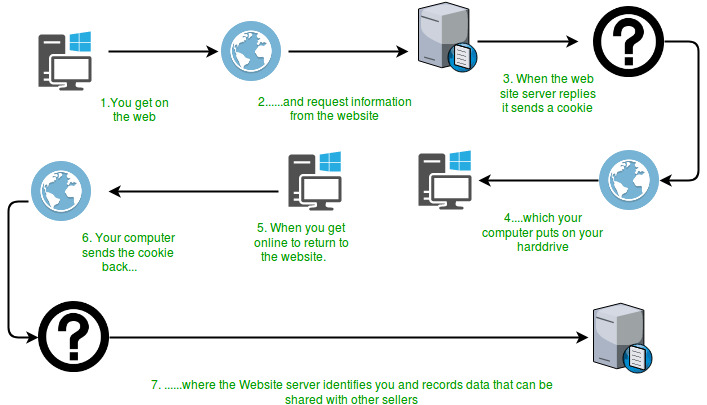 1.You get on
the web
2......and request information
from the website
3. When the web
site server replies
it sends a cookie
4....which your
computer puts on your
harddrive
5. When you get
online to return to
the website.
6. Your computer
sends the cookie
back...
7. ......where the Website server identifies you and records data that can be
shared with other sellers